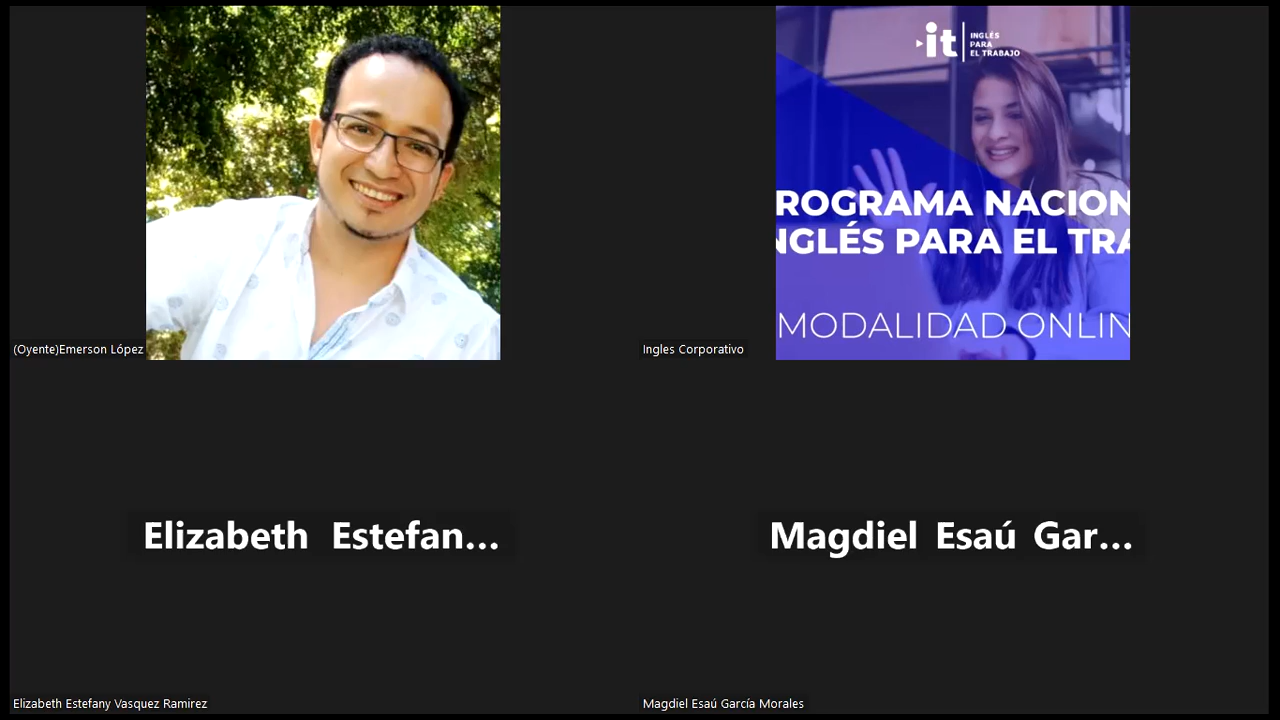 it
INGLÉS
PARA
EL TRABAJO
ROGRAMA NACION
NGLÉS PARA EL TRA
MODALIDAD ONLIN
(Oyente)Emerson López
Ingles Corporativo
Elizabeth Estefan...
Magdiel Esaú Gar...
Elizabeth Estefany Vasquez Ramirez
Magdiel Esaú García Morales